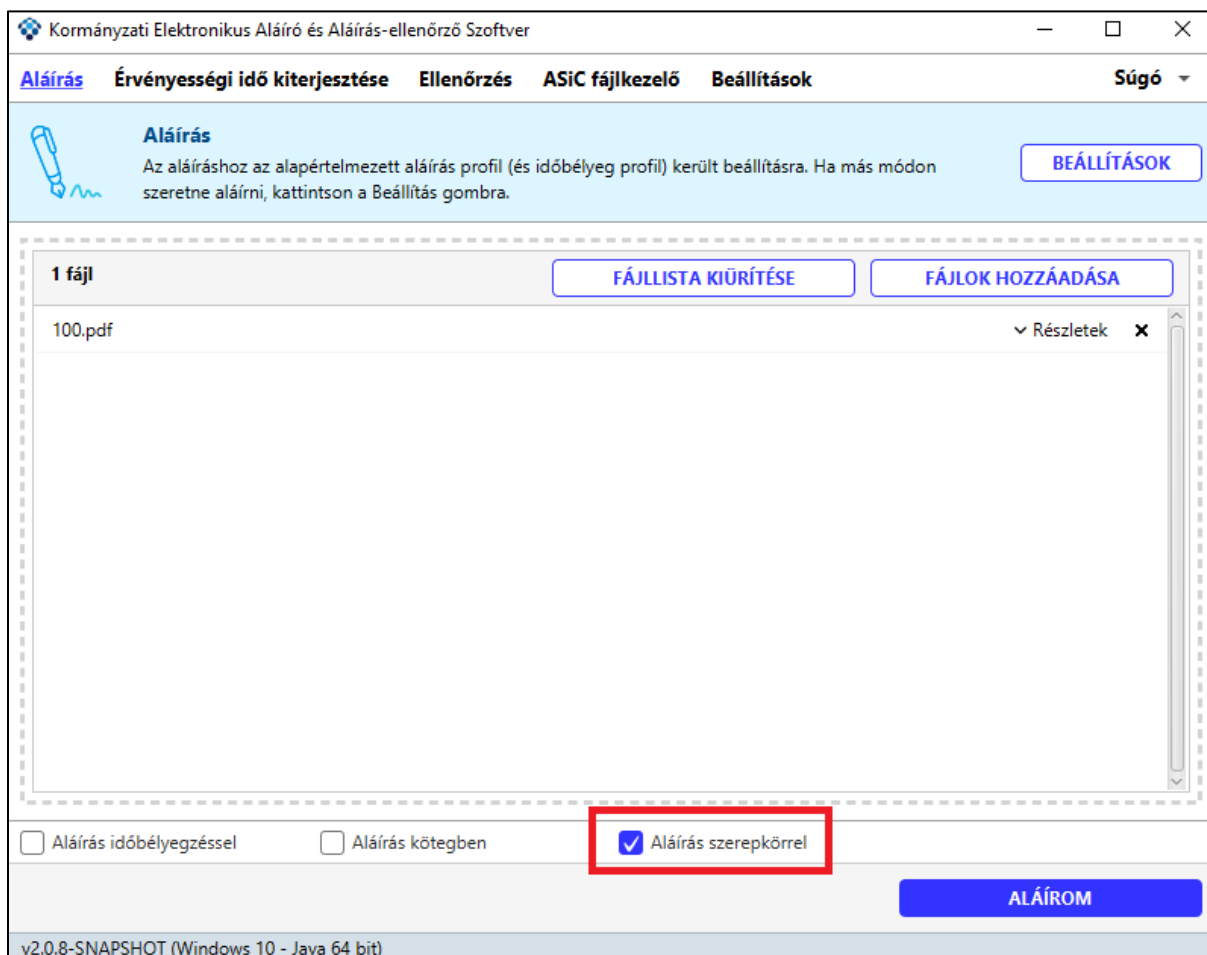 Kormányzati Elektronikus Aláíró és Aláírás-ellenőrző Szoftver
Aláírás Érvényességi idő kiterjesztése Ellenőrzés ASiC fájlkezelő Beállítások Súgó
Aláírás
Az aláíráshoz az alapértelmezett aláírás profil (és időbélyeg profil) került beállításra. Ha más módon
szeretne aláírni, kattintson a Beállítás gombra.
BEÁLLÍTÁSOK
1 fájl FÁJLLISTA KIÜRÍTÉSE FÁJLOK HOZZÁADÁSA
100.pdf Részletek
Aláírás időbélyegzéssel Aláírás kötegben Aláírás szerepkörrel
ALÁÍROM
v2.0.8-SNAPSHOT (Windows 10 - Java 64 bit)